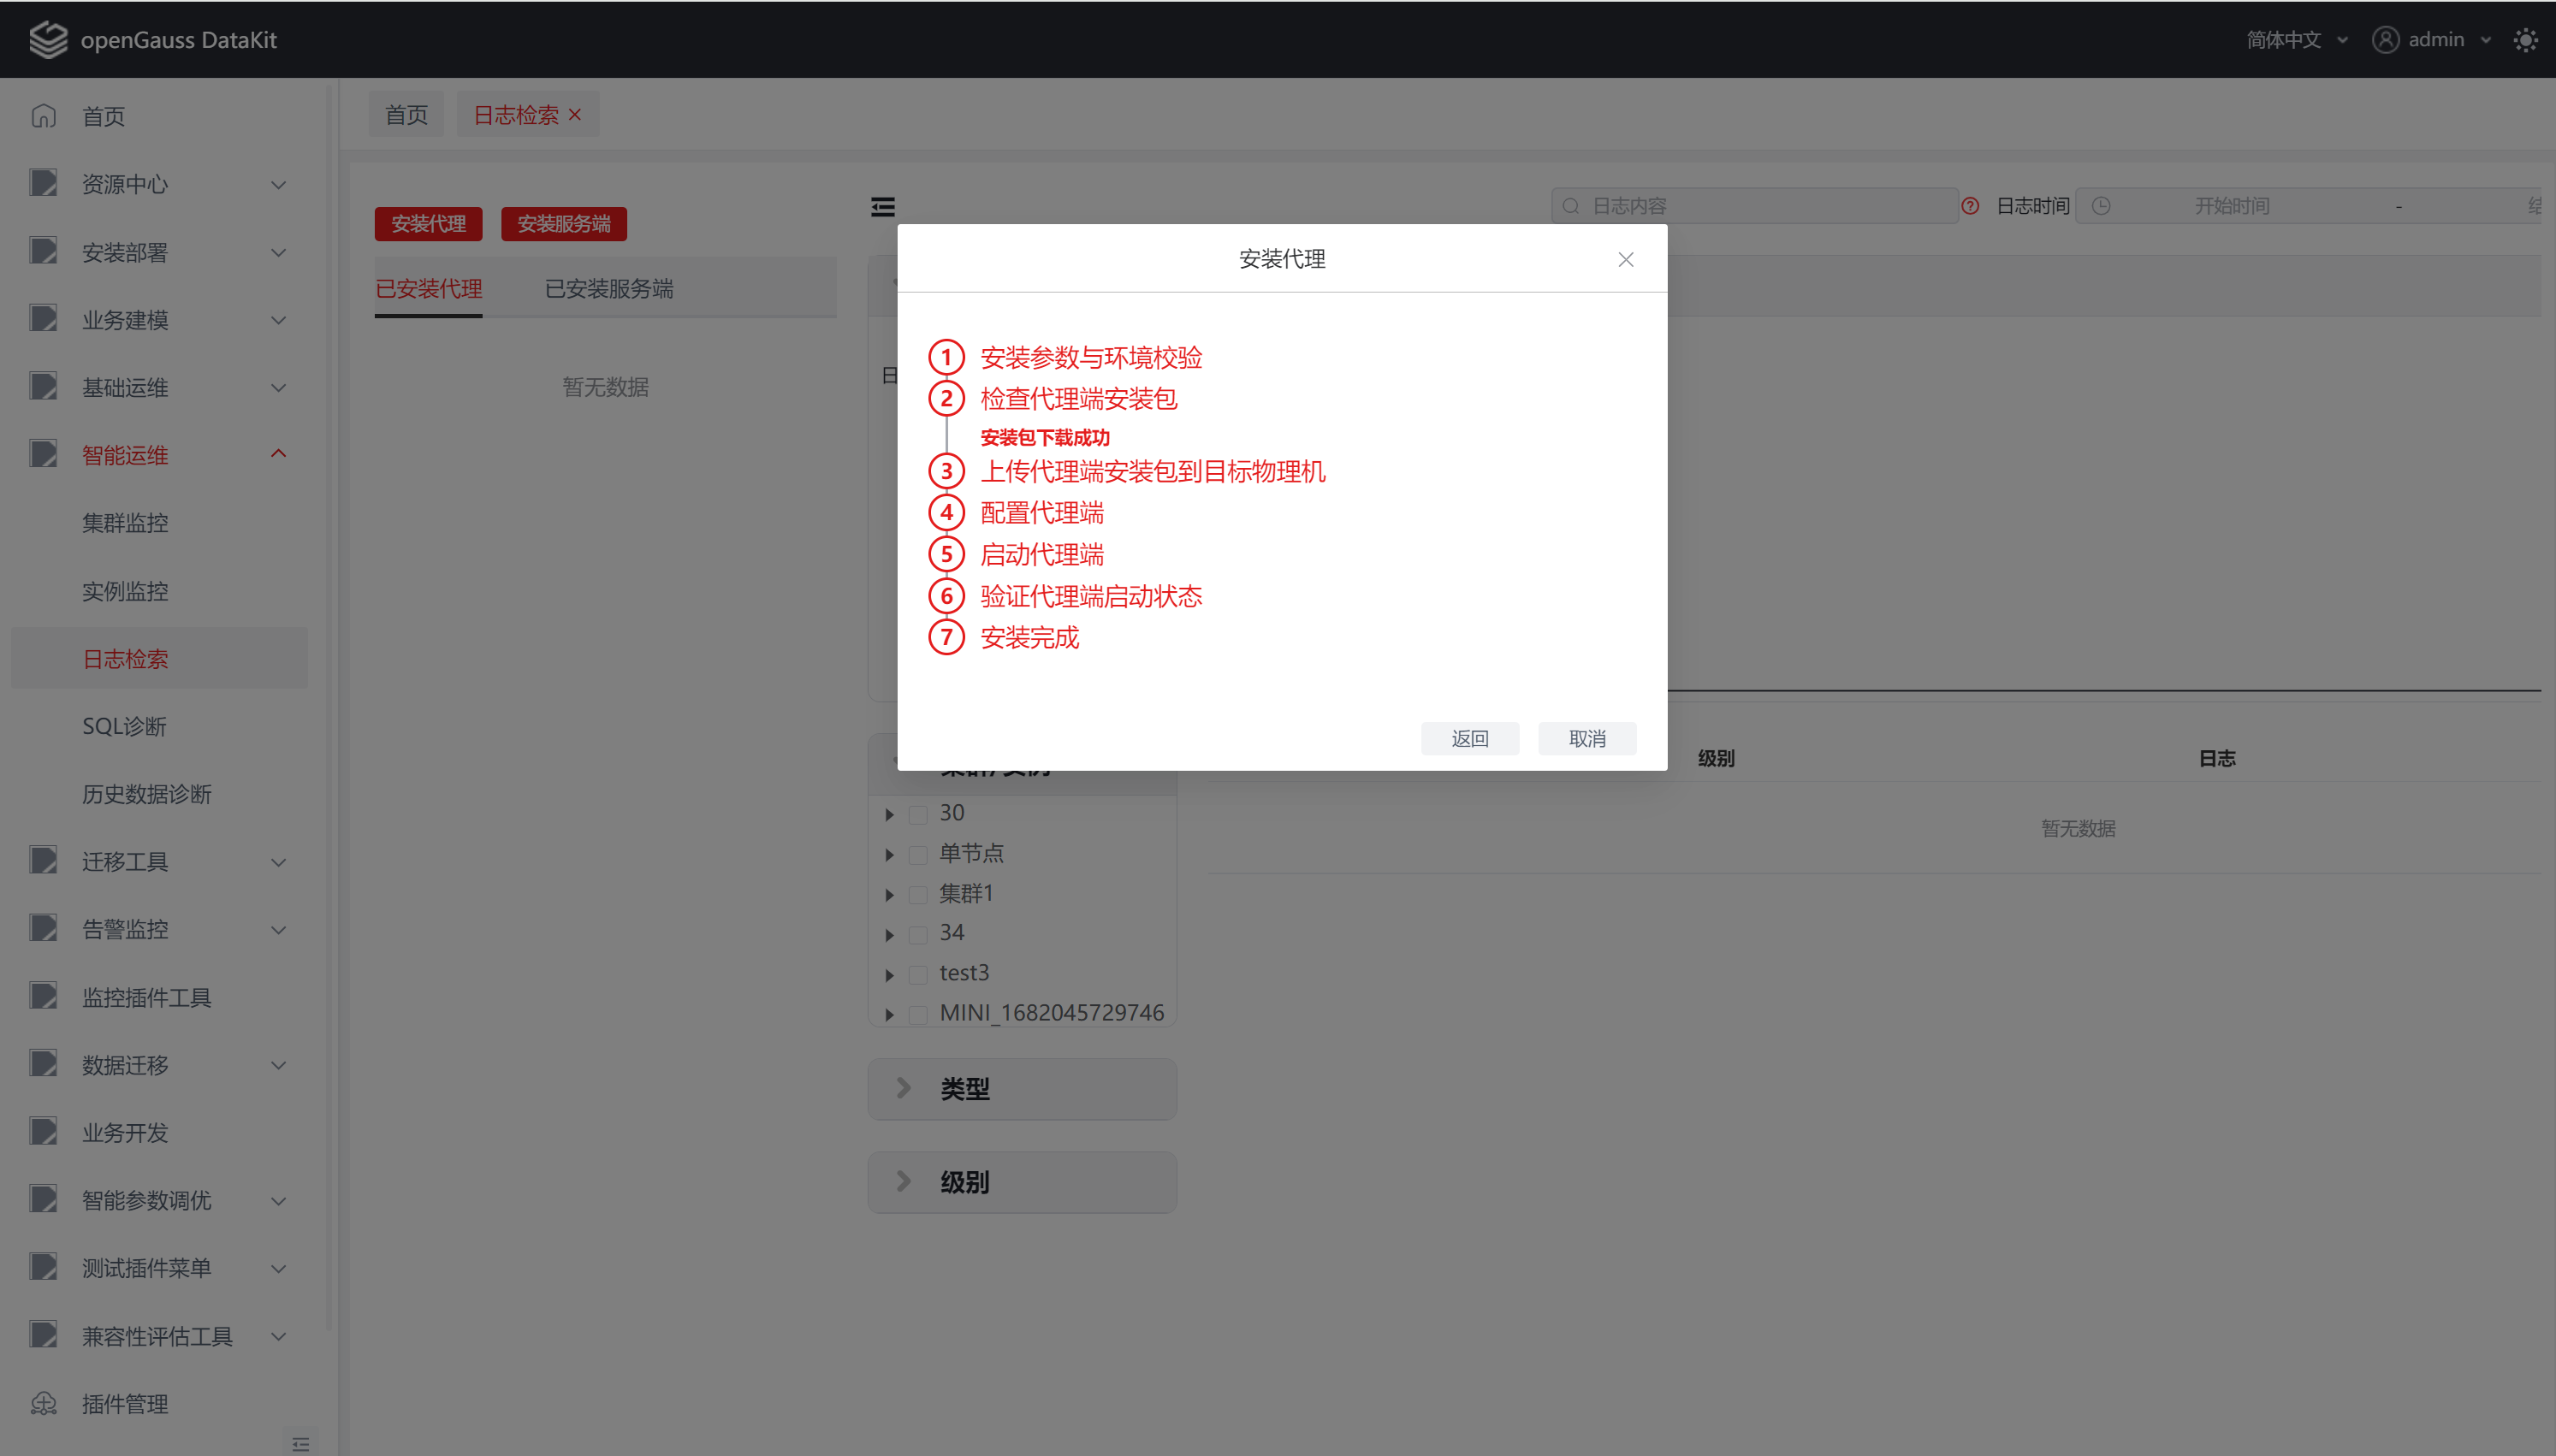 openGauss DataKit
简体中文
admin
首页
资源中心
安装部署
业务建模
基础运维
智能运维
集群监控
实例监控
日志检索
SQL诊断
历史数据诊断
迁移工具
告警监控
监控插件工具
数据迁移
业务开发
智能参数调优
测试插件菜单
兼容性评估工具
插件管理
首页 日志检索
安装代理 安装服务端
日志内容 日志时间 开始时间 -
已安装代理 已安装服务端
暂无数据
日
安装代理
1 安装参数与环境校验
2 检查代理端安装包
安装包下载成功
3 上传代理端安装包到目标物理机
4 配置代理端
5 启动代理端
6 验证代理端启动状态
7 安装完成
返回 取消
集群/实例
30
单节点
集群1
34
test3
MINI_1682045729746
类型
级别
级别 日志
暂无数据